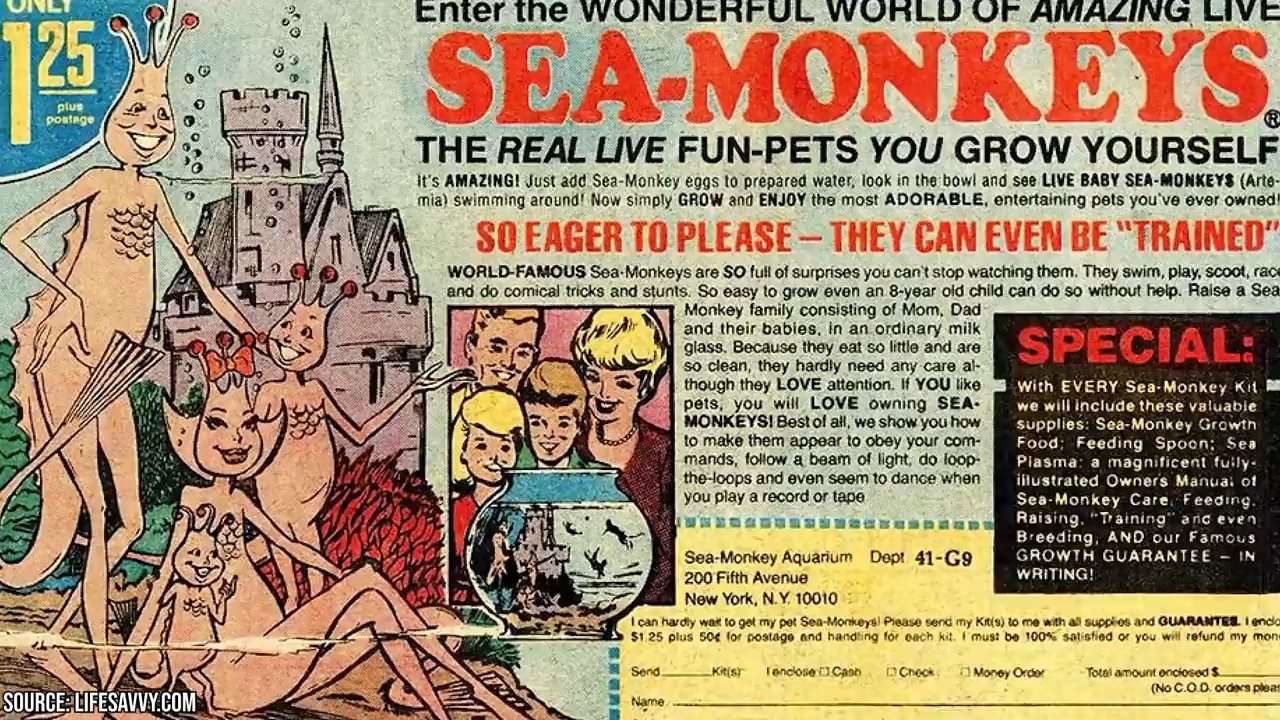 ONLY
1 25
plus
postage
Enter the WONDERFUL WORLD OF AMAZING LIVE
SEA-MONKEYS®
THE REAL LIVE FUN-PETS YOU GROW YOURSELF
It's AMAZING! Just add Sea-Monkey eggs to prepared water, look in the bowl and see LIVE BABY SEA-MONKEYS (Arte-
mia) swimming around! Now simply GROW and ENJOY the most ADORABLE, entertaining pets you've ever owned!
SO EAGER TO PLEASE – THEY CAN EVEN BE "TRAINED"
WORLD-FAMOUS Sea-Monkeys are SO full of surprises you can't stop watching them. They swim, play, scoot, race
and do comical tricks and stunts. So easy to grow even an 8-year old child can do so without help. Raise a Sea
Monkey family consisting of Mom, Dad
and their babies, in an ordinary milk
glass. Because they eat so little and are
so clean, they hardly need any care al-
though they LOVE attention. If YOU like
pets, you will LOVE owning SEA-
MONKEYS! Best of all, we show you how
to make them appear to obey your com-
mands, follow a beam of light, do loop-
the-loops and even seem to dance when
you play a record or tape
SPECIAL:
With EVERY Sea-Monkey Kit
we will include these valuable
supplies: Sea-Monkey Growth
Food; Feeding Spoon; Sea
Plasma; a magnificent fully-
illustrated Owners Manual of
Sea-Monkey Care, Feeding,
Raising, "Training" and even
Breeding, AND our Famous
GROWTH GUARANTEE – IN
WRITING!
Sea-Monkey Aquarium Dept 41-G9
200 Fifth Avenue
New York, N.Y. 10010
I can hardly wait to get my pet Sea-Monkeys! Please send my Kit(s) to me with all supplies and GUARANTEE. I enclo
$1.25 plus 50¢ for postage and handling for each kit. I must be 100% satisfied or you will refund my mon
Send Kit(s) I enclose Cash Check Money Order Total amount enclosed $
(No C.O.D. orders pleas
Name
SOURCE: LIFESAVVY.COM